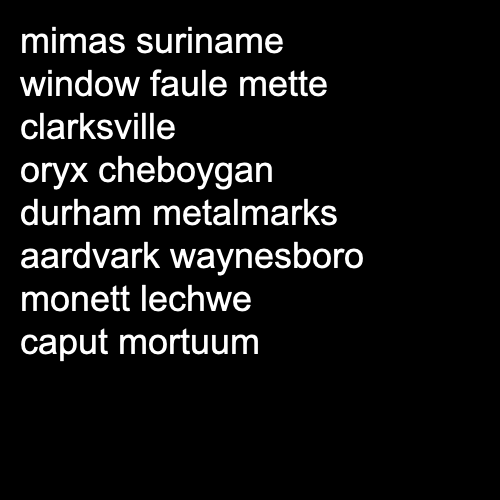 mimas suriname
window faule mette
clarksville
oryx cheboygan
durham metalmarks
aardvark waynesboro
monett lechwe
caput mortuum